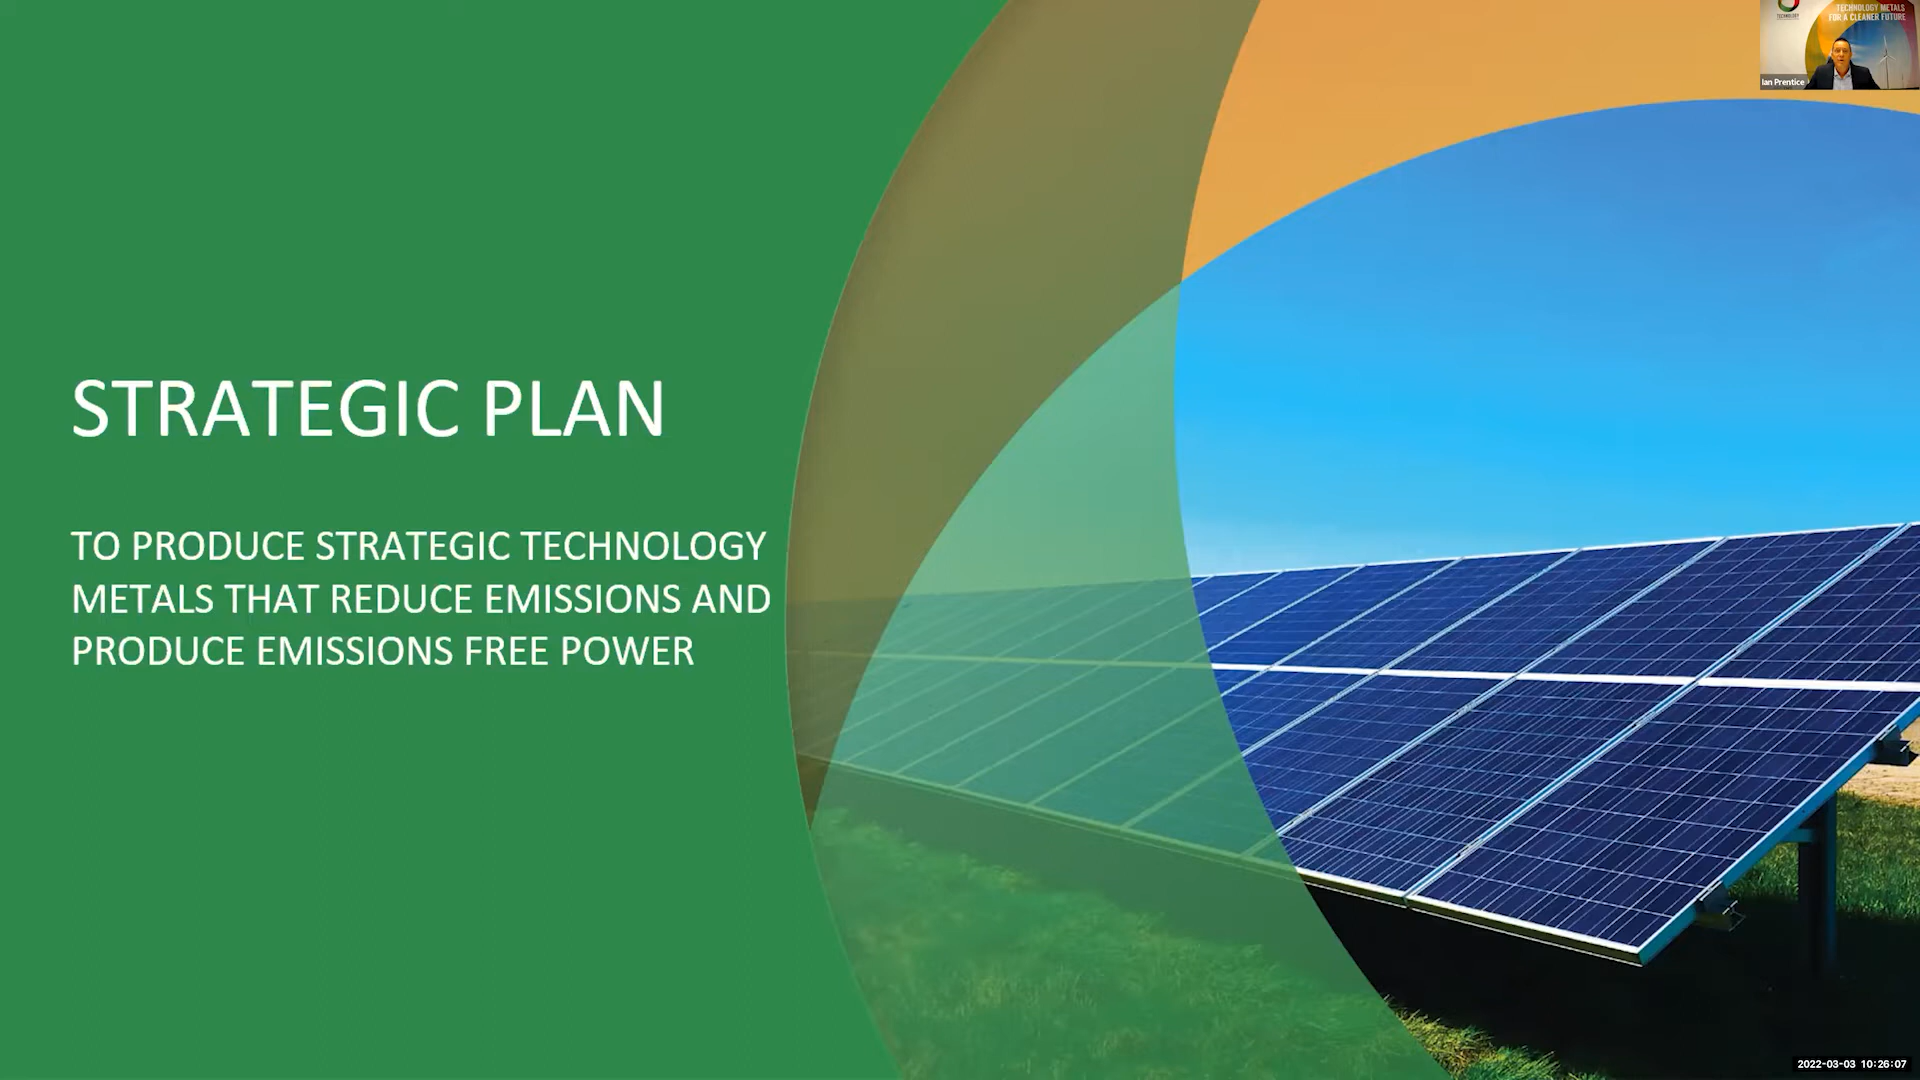 TECHNOLOGY METALS
FOR A CLEANER FUTURE
TECHNOLOGY
Ian Prentice
STRATEGIC PLAN
TO PRODUCE STRATEGIC TECHNOLOGY
METALS THAT REDUCE EMISSIONS AND
PRODUCE EMISSIONS FREE POWER
2022-03-03 10:26:07